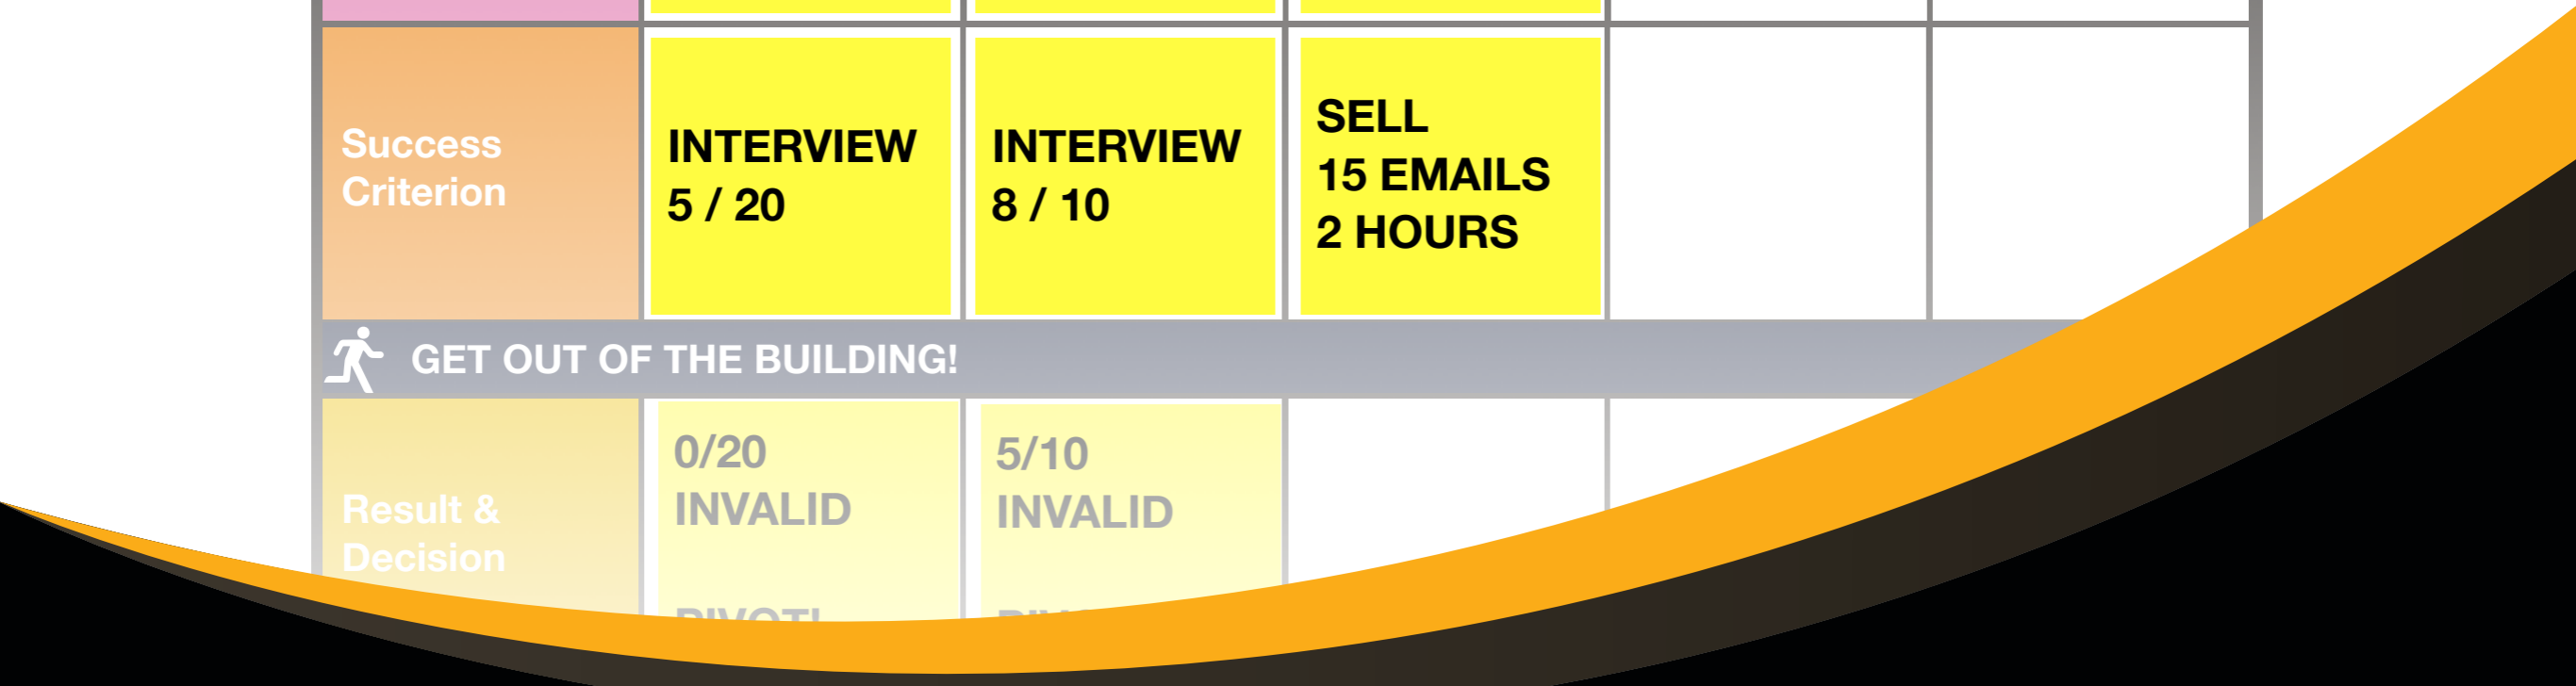 Success
Criterion
INTERVIEW
5 / 20
INTERVIEW
8 / 10
SELL
15 EMAILS
2 HOURS
GET OUT OF THE BUILDING!
Result &
Decision
0/20
INVALID
PIVOT!
5/10
INVALID